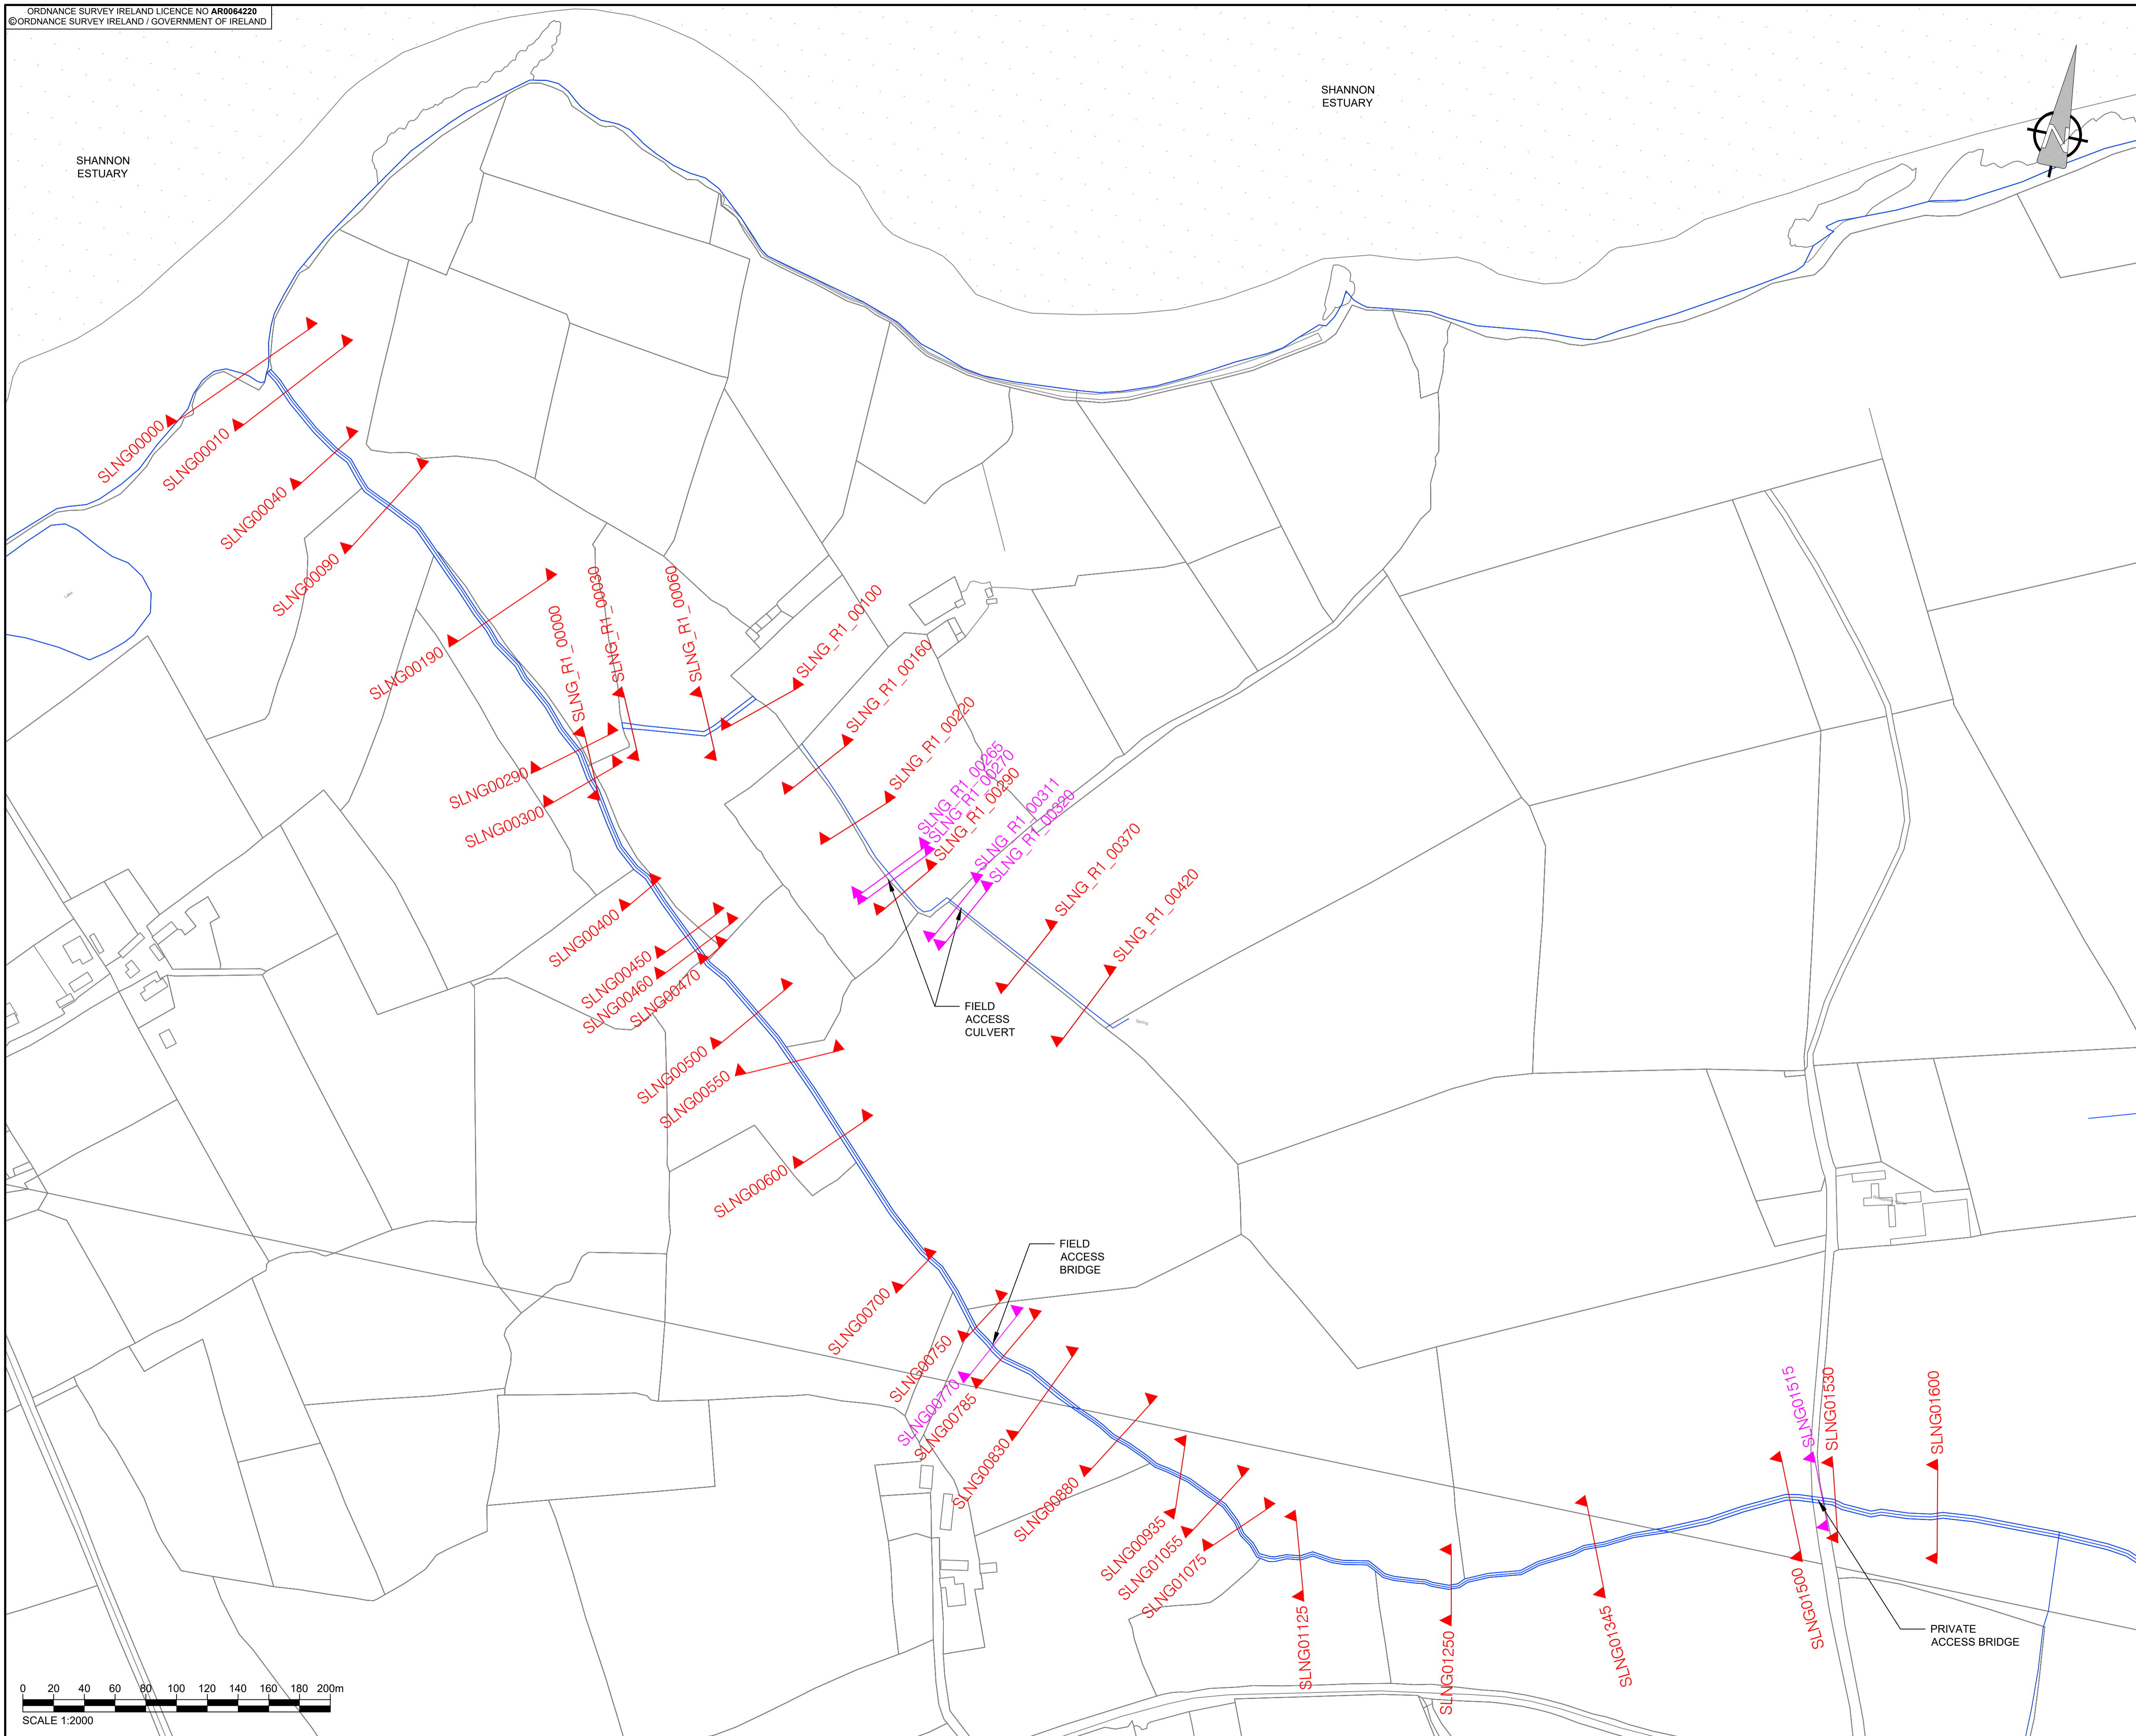 ORDNANCE SURVEY IRELAND LICENCE NO AR0064220
©ORDNANCE SURVEY IRELAND / GOVERNMENT OF IRELAND
SHANNON
ESTUARY
SHANNON
ESTUARY
N
SLNG00000
SLNG00010
SLNG00040
SLNG00090
Lake
SLNG00190
SLNG_R1_00000
SLNG_R1_00030
SLNG_R1_00060
SLNG_R1_00100
SLNG_R1_00160
SLNG_R1_00220
SLNG_R1_00265
SLNG_R1_00270
SLNG_R1_00290
SLNG_R1_00311
SLNG_R1_00320
SLNG_R1_00370
SLNG_R1_00420
SLNG00290
SLNG00300
SLNG00400
SLNG00450
SLNG00460
SLNG00470
FIELD
ACCESS
CULVERT
Spring
SLNG00500
SLNG00550
SLNG00600
FIELD
ACCESS
BRIDGE
SLNG00700
SLNG00750
SLNG00770
SLNG00785
SLNG00830
SLNG00880
SLNG00935
SLNG01055
SLNG01075
SLNG01125
SLNG01250
SLNG01345
SLNG01500
SLNG01515
SLNG01530
SLNG01600
PRIVATE
ACCESS BRIDGE
0 20 40 60 80 100 120 140 160 180 200m
SCALE 1:2000